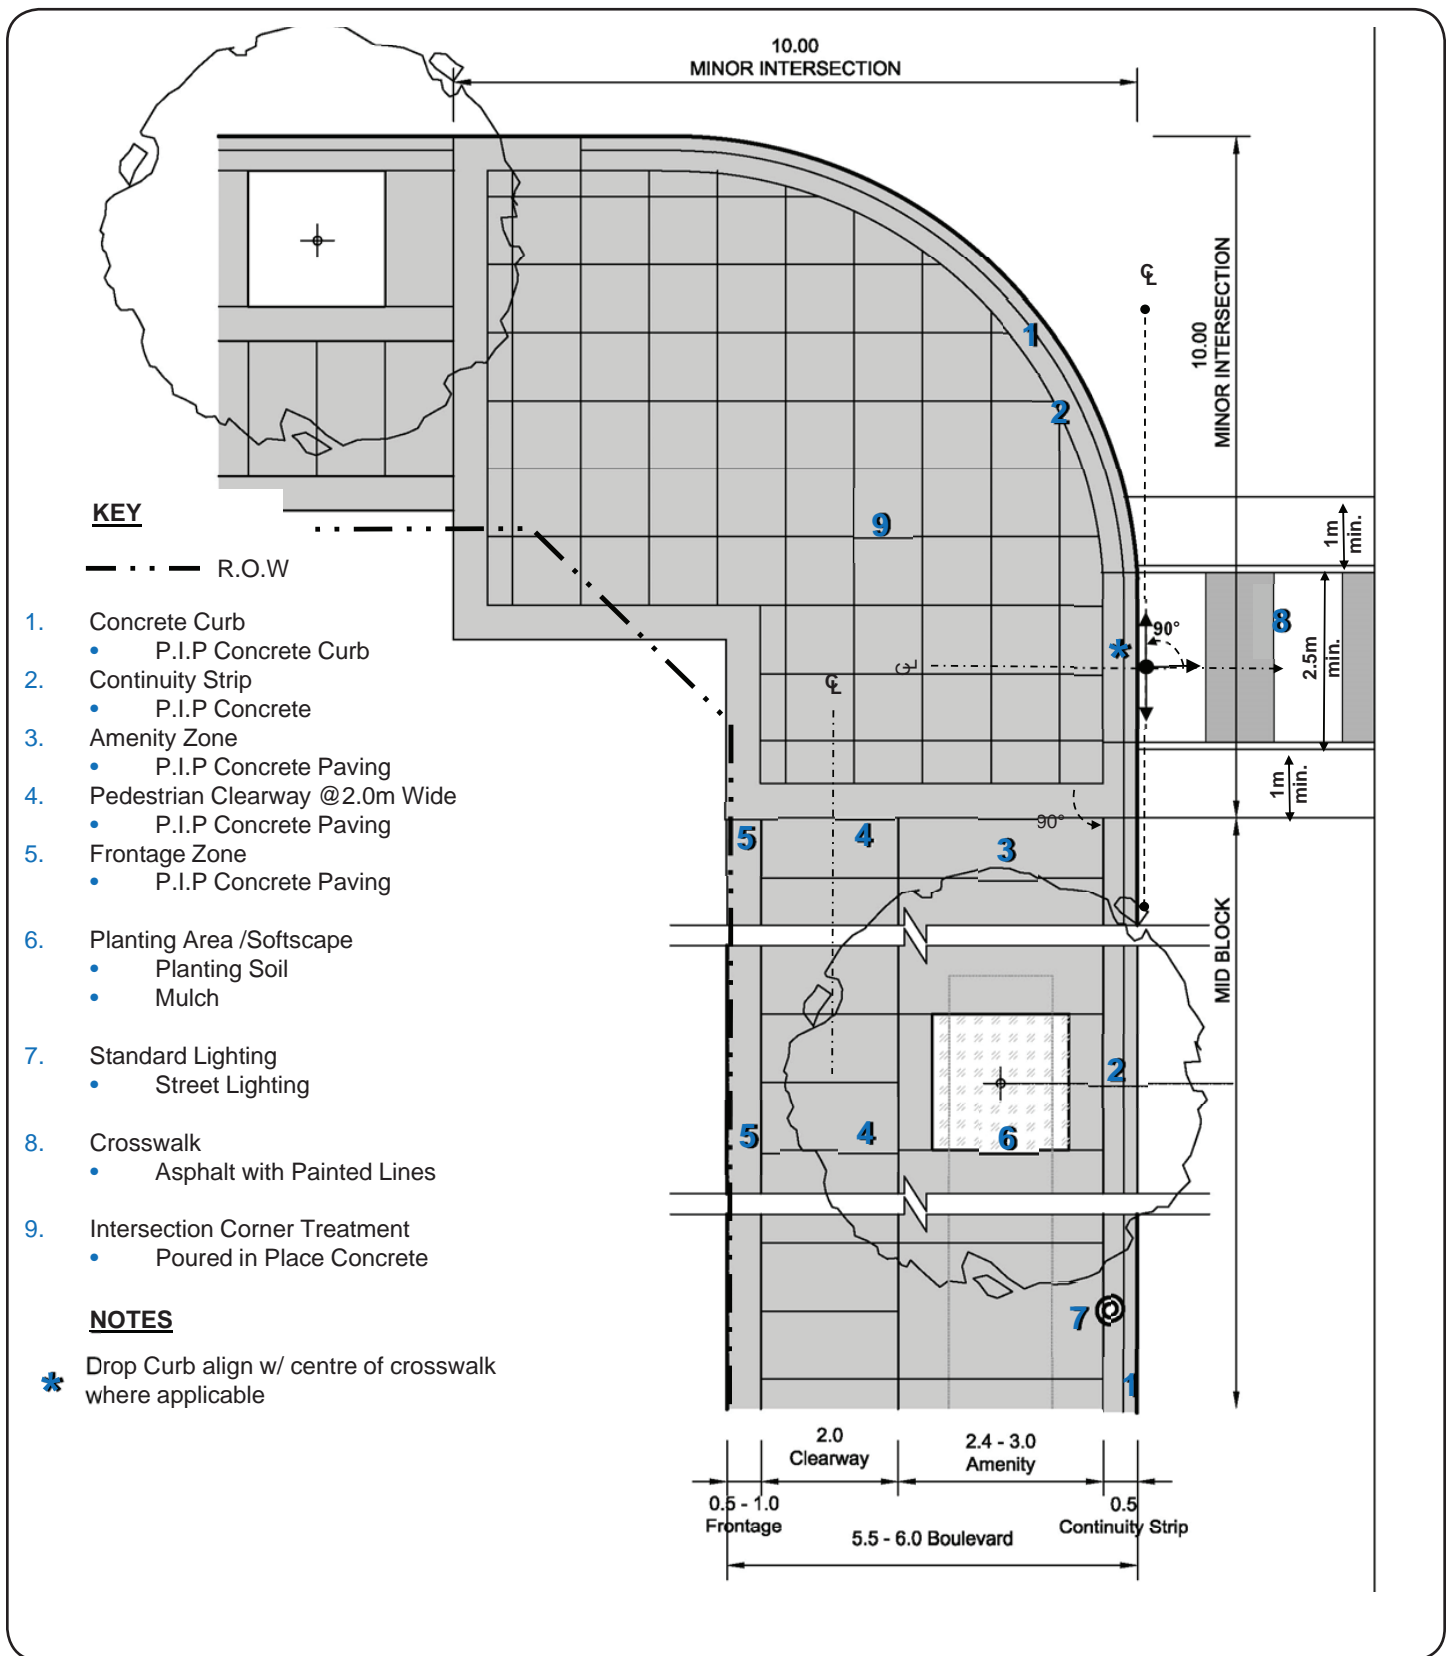 10.00
MINOR INTERSECTION
℄
10.00
MINOR INTERSECTION
1
2
9
1m
min.
8
90°
*
2.5m
min.
℄
℄
1m
min.
90°
5
4
3
MID BLOCK
2
5
4
6
7
1
KEY
R.O.W
1. Concrete Curb
• P.I.P Concrete Curb
2. Continuity Strip
• P.I.P Concrete
3. Amenity Zone
• P.I.P Concrete Paving
4. Pedestrian Clearway @2.0m Wide
• P.I.P Concrete Paving
5. Frontage Zone
• P.I.P Concrete Paving
6. Planting Area /Softscape
• Planting Soil
• Mulch
7. Standard Lighting
• Street Lighting
8. Crosswalk
• Asphalt with Painted Lines
9. Intersection Corner Treatment
• Poured in Place Concrete
NOTES
* Drop Curb align w/ centre of crosswalk
where applicable
2.0
Clearway
2.4 - 3.0
Amenity
0.5 - 1.0
Frontage
0.5
Continuity Strip
5.5 - 6.0 Boulevard